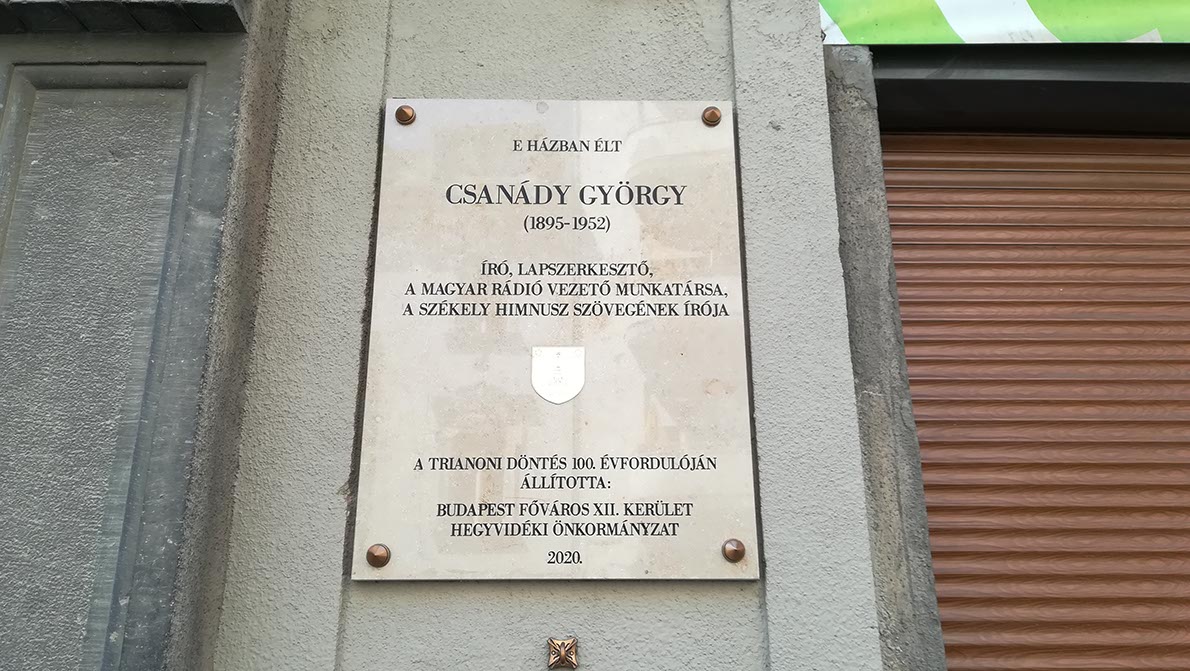 E HÁZBAN ÉLT
CSANÁDY GYÖRGY
(1895-1952)
ÍRÓ, LAPSZERKESZTŐ,
A MAGYAR RÁDIÓ VEZETŐ MUNKATÁRSA,
A SZÉKELY HIMNUSZ SZÖVEGÉNEK ÍRÓJA
A TRIANONI DÖNTÉS 100. ÉVFORDULÓJÁN
ÁLLÍTOTTA:
BUDAPEST FŐVÁROS XII. KERÜLET
HEGYVIDÉKI ÖNKORMÁNYZAT
2020.